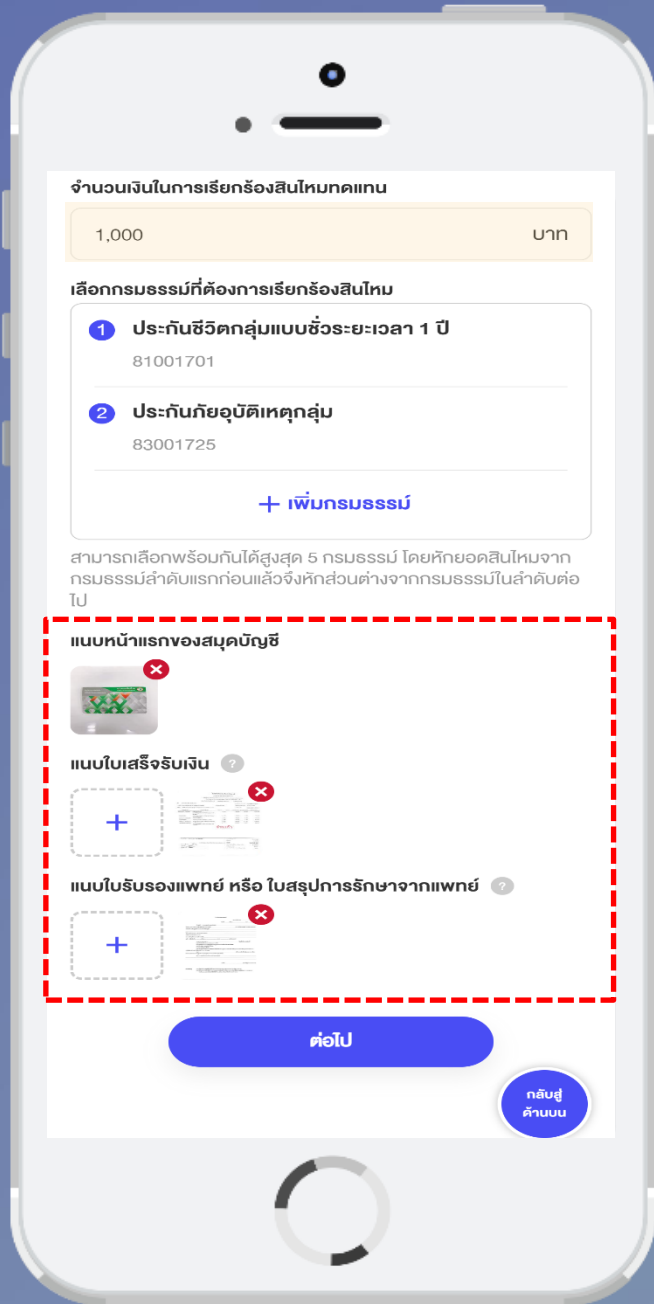 จำนวนเงินในการเรียกร้องสินไหมทดแทน
1,000 บาท
เลือกกรมธรรม์ที่ต้องการเรียกร้องสินไหม
1 ประกันชีวิตกลุ่มแบบชั่วระยะเวลา 1 ปี
81001701
2 ประกันภัยอุบัติเหตุกลุ่ม
83001725
+ เพิ่มกรมธรรม์
สามารถเลือกพร้อมกันได้สูงสุด 5 กรมธรรม์ โดยหักยอดสินไหมจาก
กรมธรรม์ลำดับแรกก่อนแล้วจึงหักส่วนต่างจากกรมธรรม์ในลำดับต่อ
ไป
แนบหน้าแรกของสมุดบัญชี
แนบใบเสร็จรับเงิน ?
แนบใบรับรองแพทย์ หรือ ใบสรุปการรักษาจากแพทย์ ?
ต่อไป
กลับสู่
ด้านบน